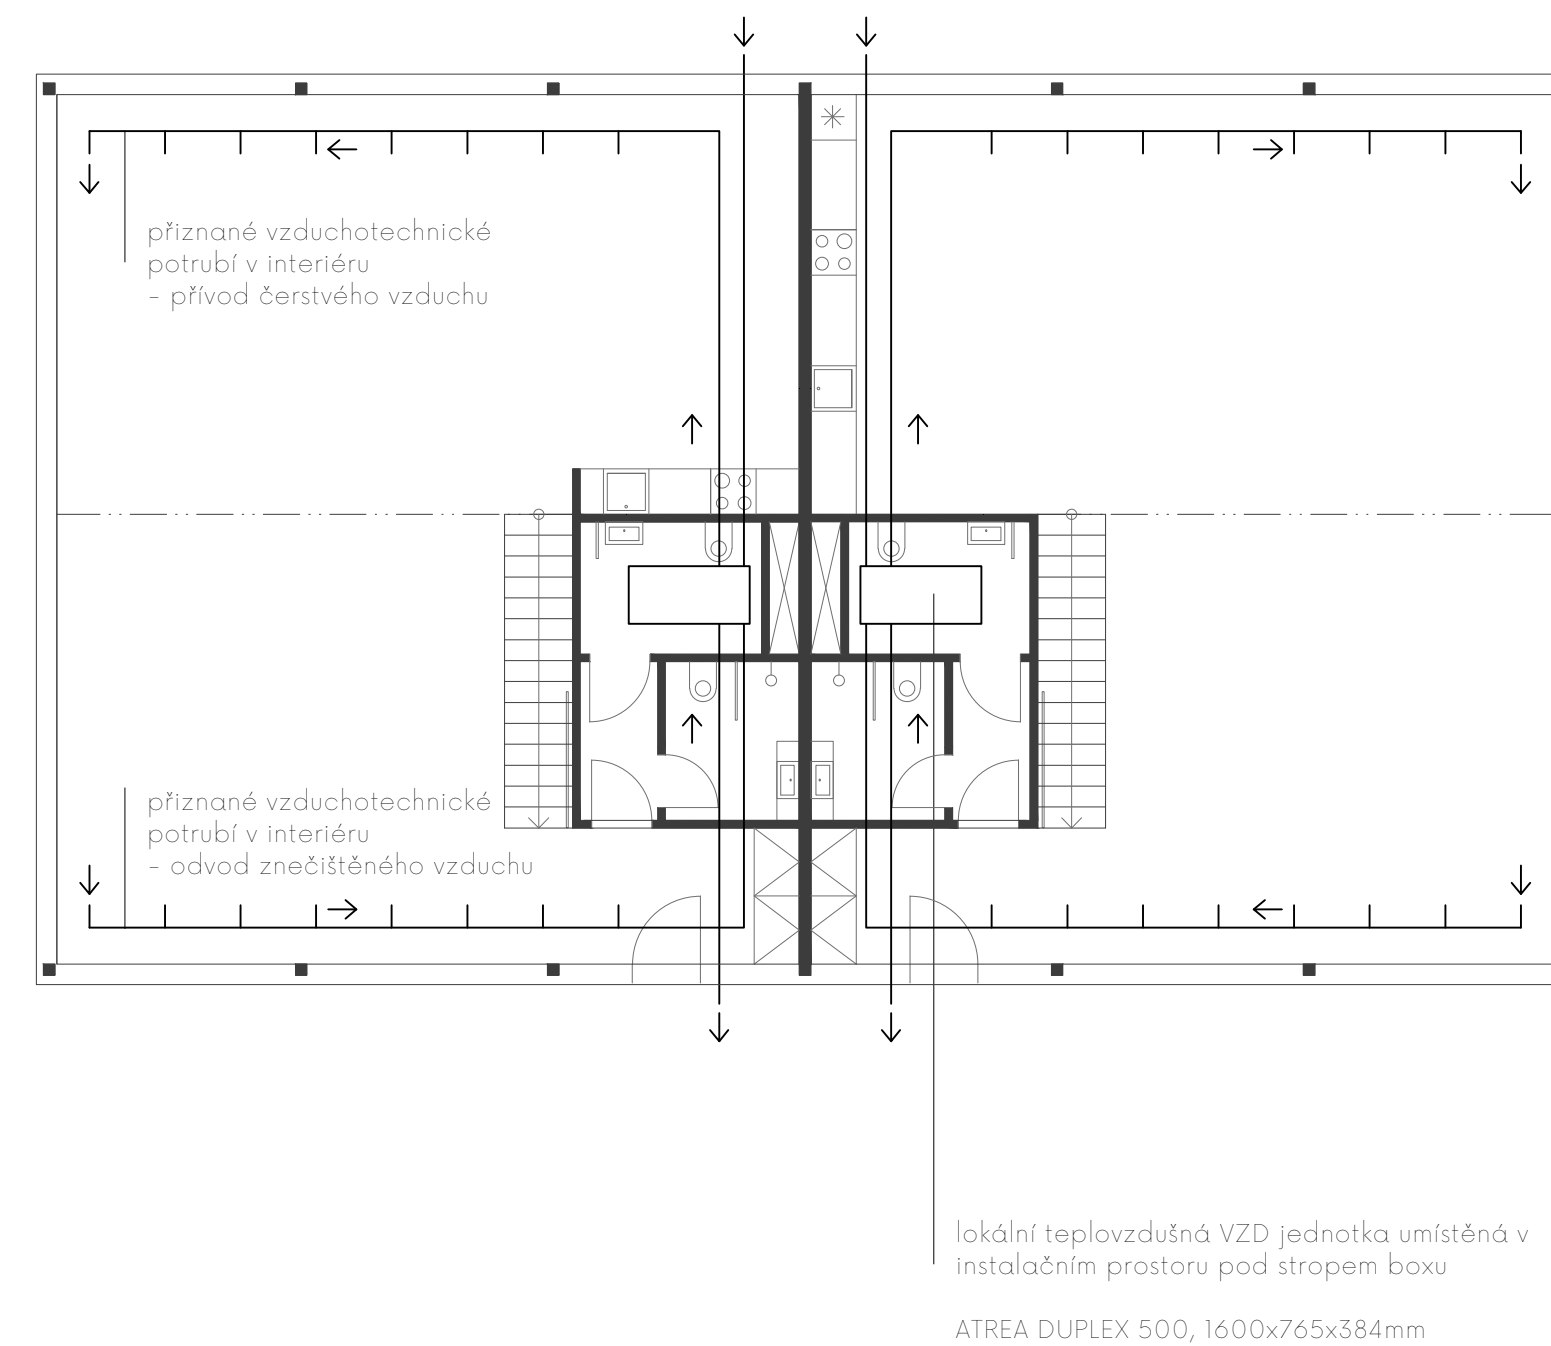 přiznané vzduchotechnické
potrubí v interiéru
- přívod čerstvého vzduchu
přiznané vzduchotechnické
potrubí v interiéru
- odvod znečištěného vzduchu
lokální teplovzdušná VZD jednotka umístěná v
instalačním prostoru pod stropem boxu
ATREA DUPLEX 500, 1600x765x384mm